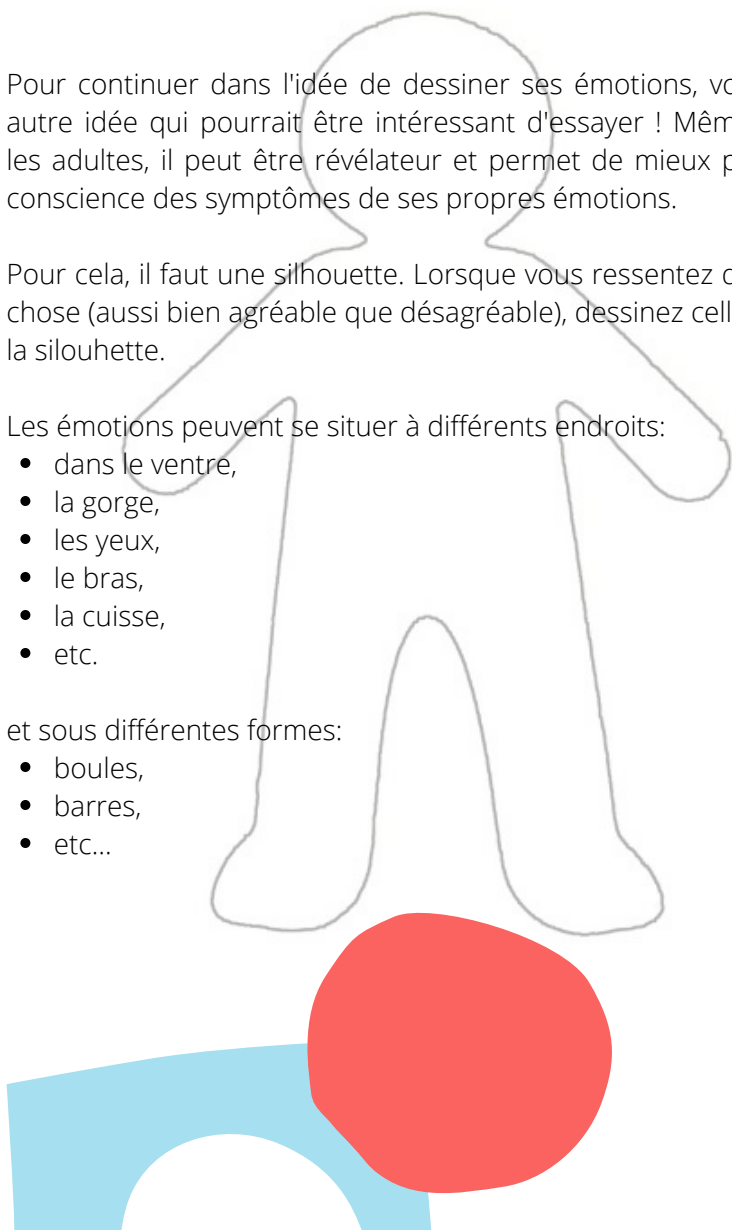 Pour continuer dans l'idée de dessiner ses émotions, vo
autre idée qui pourrait être intéressant d'essayer ! Mêm
les adultes, il peut être révélateur et permet de mieux p
conscience des symptômes de ses propres émotions.
Pour cela, il faut une silhouette. Lorsque vous ressentez
chose (aussi bien agréable que désagréable), dessinez cell
la silouhette.
Les émotions peuvent se situer à différents endroits:
• dans le ventre,
• la gorge,
• les yeux,
• le bras,
• la cuisse,
• etc.
et sous différentes formes:
• boules,
• barres,
• etc...